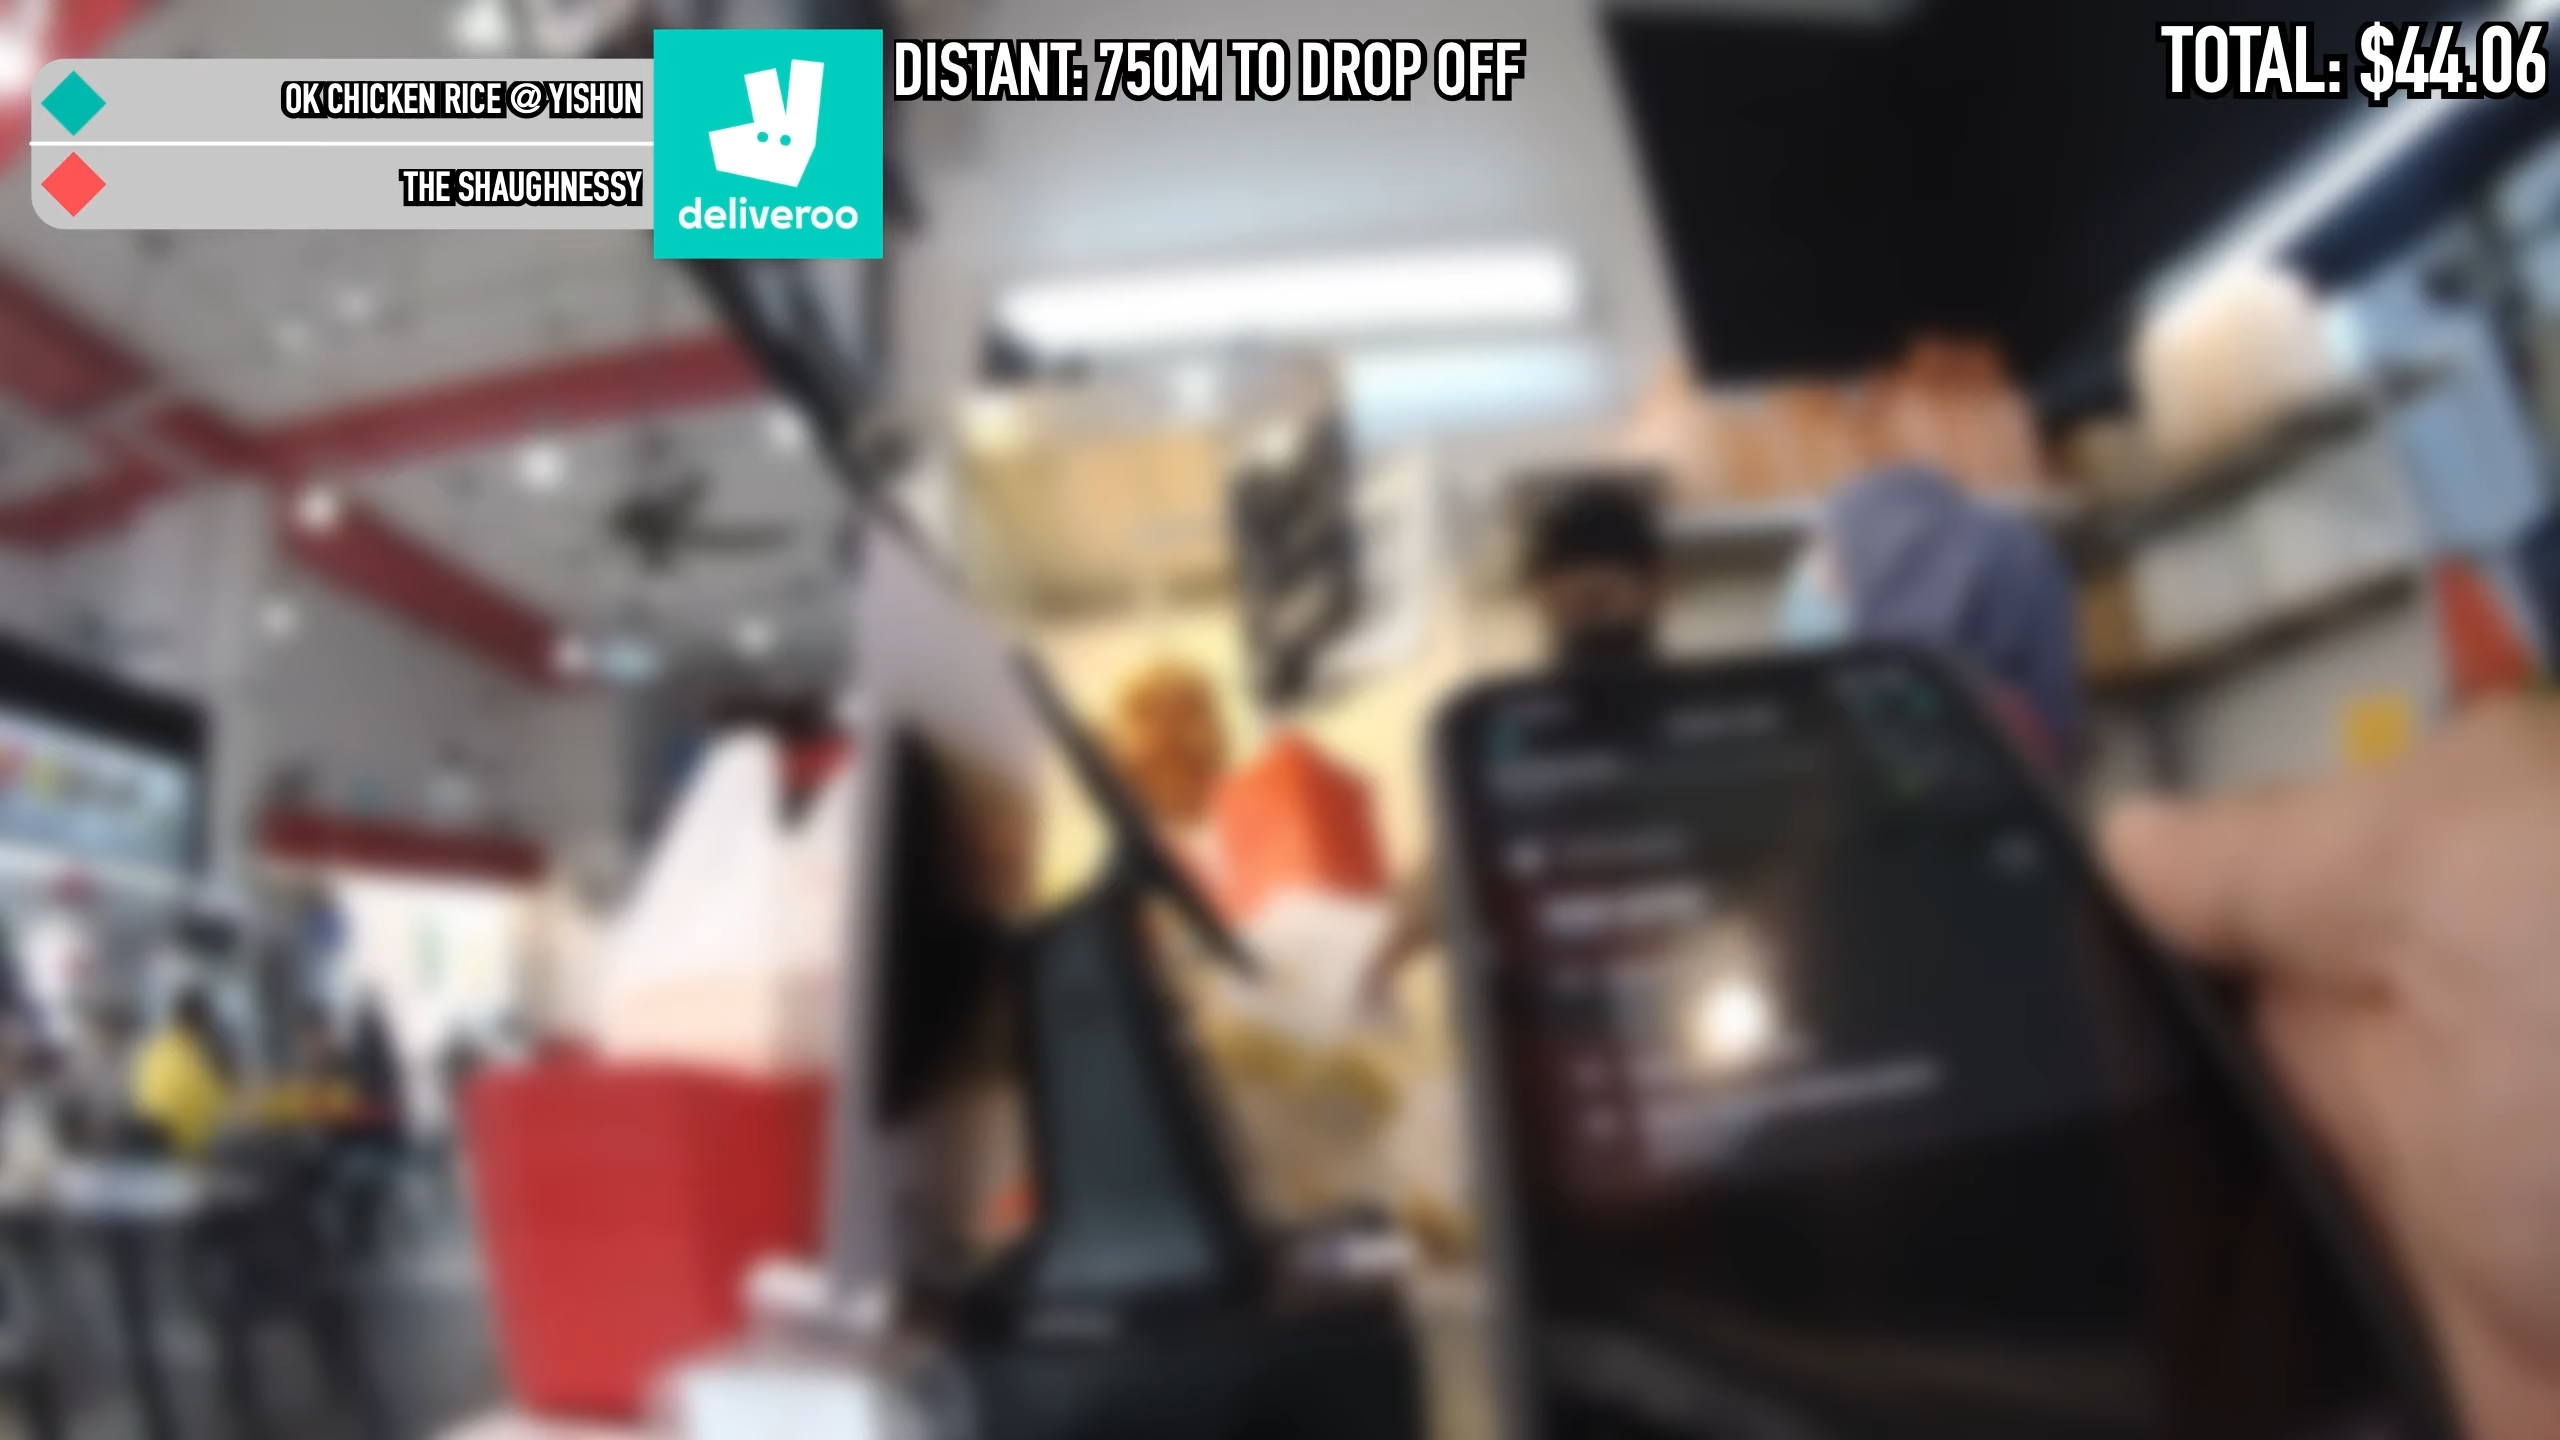 OK CHICKEN RICE @ YISHUN
THE SHAUGHNESSY
deliveroo
DISTANT: 750M TO DROP OFF
TOTAL: $44.06